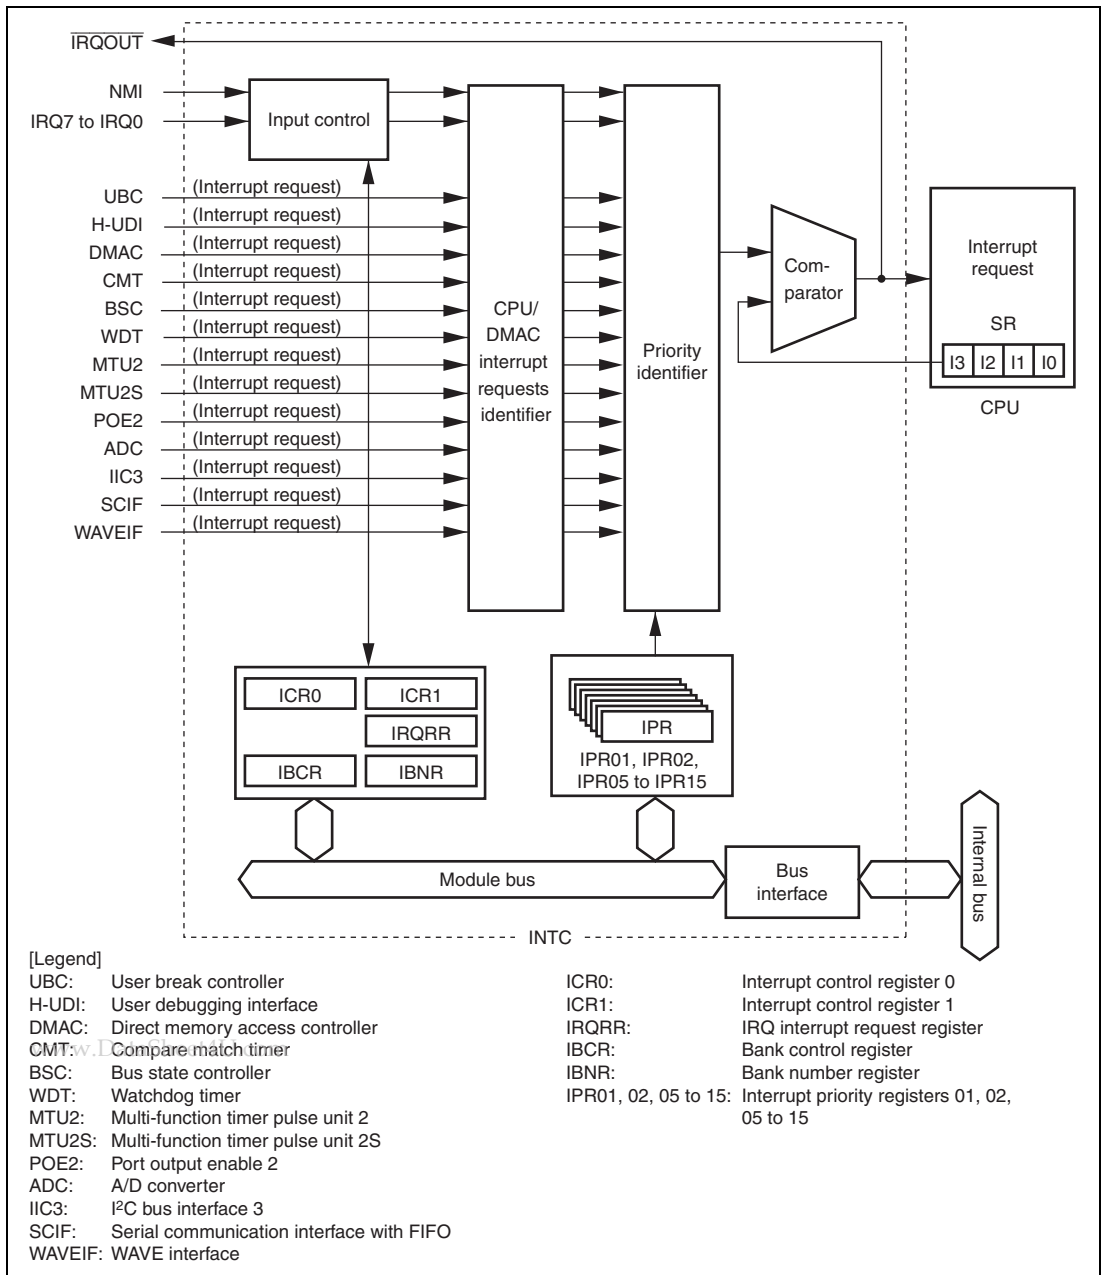 IRQOUT
NMI
IRQ7 to IRQ0
Input control
UBC (Interrupt request)
H-UDI (Interrupt request)
DMAC (Interrupt request)
CMT (Interrupt request)
BSC (Interrupt request)
WDT (Interrupt request)
MTU2 (Interrupt request)
MTU2S (Interrupt request)
POE2 (Interrupt request)
ADC (Interrupt request)
IIC3 (Interrupt request)
SCIF (Interrupt request)
WAVEIF (Interrupt request)
CPU/
DMAC
interrupt
requests
identifier
Priority
identifier
Com-
parator
Interrupt
request
SR
I3 I2 I1 I0
CPU
ICR0 ICR1
IRQRR
IBCR IBNR
IPR
IPR01, IPR02,
IPR05 to IPR15
Module bus
Bus
interface
Internal bus
INTC
[Legend]
UBC: User break controller
H-UDI: User debugging interface
DMAC: Direct memory access controller
CMT: Compare match timer
www.DataSheet4U.com
BSC: Bus state controller
WDT: Watchdog timer
MTU2: Multi-function timer pulse unit 2
MTU2S: Multi-function timer pulse unit 2S
POE2: Port output enable 2
ADC: A/D converter
IIC3: I²C bus interface 3
SCIF: Serial communication interface with FIFO
WAVEIF: WAVE interface
ICR0: Interrupt control register 0
ICR1: Interrupt control register 1
IRQRR: IRQ interrupt request register
IBCR: Bank control register
IBNR: Bank number register
IPR01, 02, 05 to 15: Interrupt priority registers 01, 02,
05 to 15